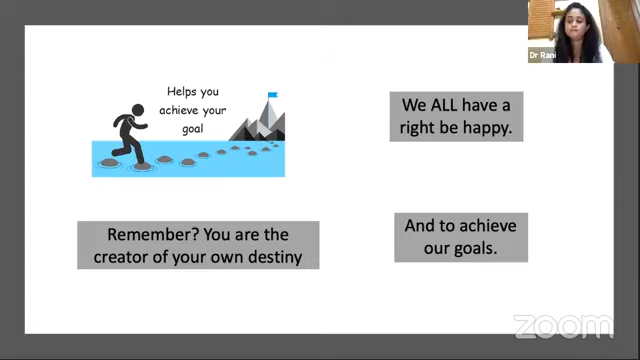 Helps you
achieve your
goal
We ALL have a
right be happy.
Remember? You are the
creator of your own destiny
And to achieve
our goals.
Dr Rani
zoom